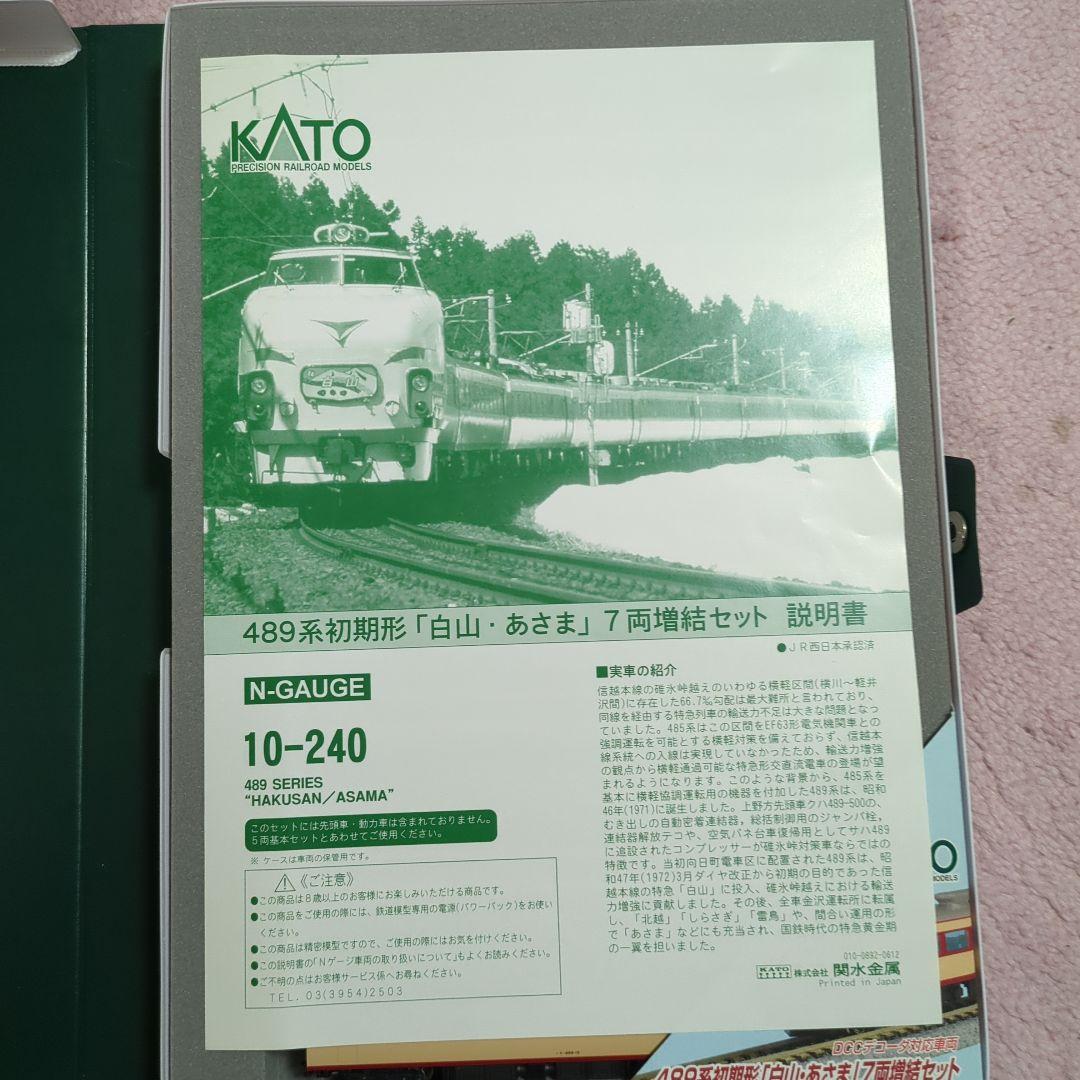 KATO
PRECISION RAILROAD MODELS
白山
489系初期形「白山・あさま」7両増結セット 説明書
●JR西日本承認済
N-GAUGE
10-240
489 SERIES
“HAKUSAN/ASAMA”
このセットには先頭車・動力車は含まれておりません。
5両基本セットとあわせてご使用ください。
※ ケースは車両の保管用です。
《ご注意》
●この商品は8歳以上のお客様にお楽しみいただける商品です。
●この商品をご使用の際には、鉄道模型専用の電源(パワーパック)をお使い
ください。
●この商品は精密模型ですので、ご使用の際にはお気を付けください。
●この説明書の「Nゲージ車両の取り扱いについて」もよくお読みください。
●ご不明の点はお客様サービス係へお尋ねください。
TEL. 03(3954)2503
■実車の紹介
信越本線の碓氷峠越えのいわゆる横軽区間(横川～軽井
沢間)に存在した66.7‰勾配は最大難所と言われており、
同線を経由する特急列車の輸送力不足は大きな問題となっ
ていました。485系はこの区間をEF63形電気機関車との
強調運転を可能とする横軽対策を備えておらず、信越本
線系統への入線は実現していなかったため、輸送力増強
の観点から横軽通過可能な特急形交直流電車の登場が望
まれるようになります。このような背景から、485系を
基本に横軽協調運転用の機器を付加した489系は、昭和
46年(1971)に誕生しました。上野方先頭車クハ489-500の、
むき出しの自動密着連結器，総括制御用のジャンパ栓，
連結器解放テコや、空気バネ台車復帰用としてサハ489
に追設されたコンプレッサーが碓氷峠対策車ならではの
特徴です。当初向日町電車区に配置された489系は、昭
和47年(1972)3月ダイヤ改正から初期の目的であった信
越本線の特急「白山」に投入、碓氷峠越えにおける輸送
力増強に貢献しました。その後、全車金沢運転所に転属
し、「北越」「しらさぎ」「雷鳥」や、間合い運用の形
で「あさま」などにも充当され、国鉄時代の特急黄金期
の一翼を担いました。
010-0692-0612
KATO 株式会社 関水金属
Printed in Japan
O
MODELS
DCCデコーダ対応車両
489系初期形「白山・あさま」7両増結セット